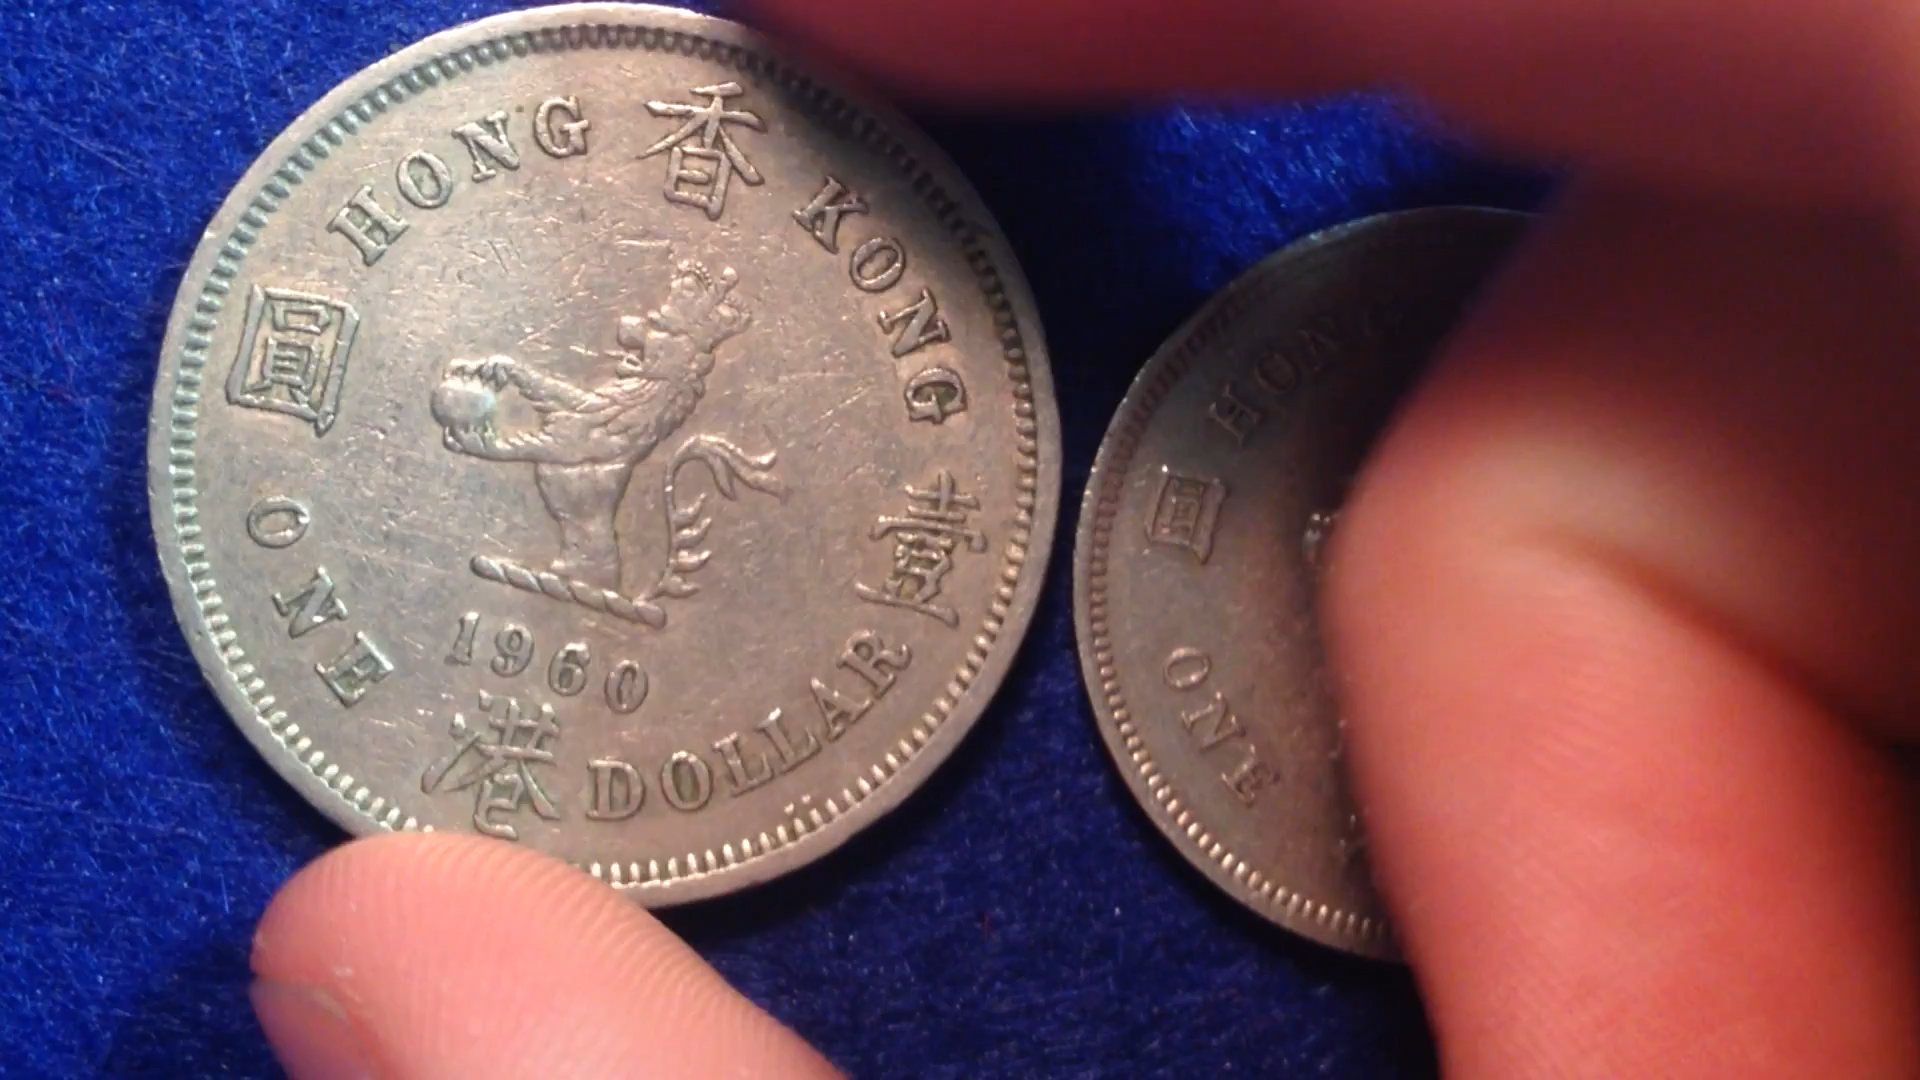 HONG 香 KONG
圓 壹
1960
ONE 港 DOLLAR
HONG
圓
ONE